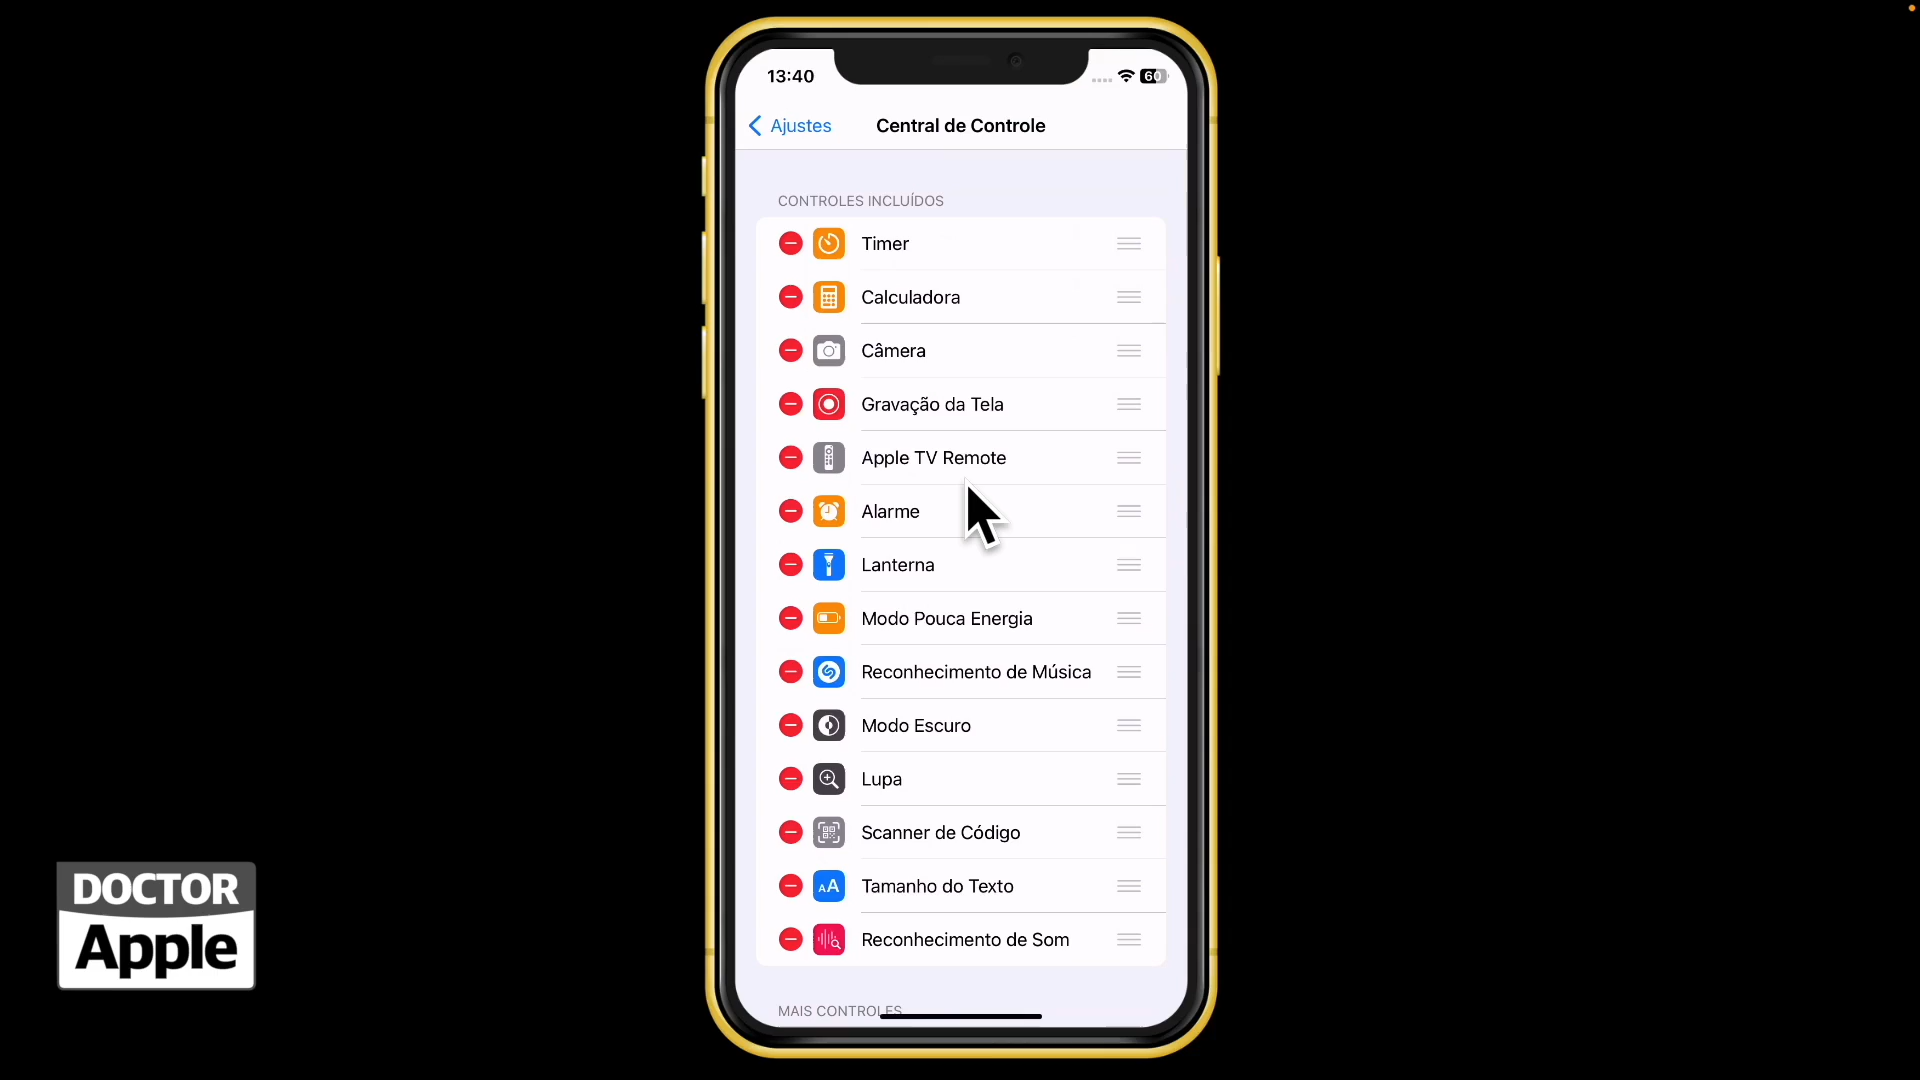 13:40
60
Ajustes
Central de Controle
CONTROLES INCLUÍDOS
Timer
Calculadora
Câmera
Gravação da Tela
Apple TV Remote
Alarme
Lanterna
Modo Pouca Energia
Reconhecimento de Música
Modo Escuro
Lupa
Scanner de Código
AA Tamanho do Texto
Reconhecimento de Som
MAIS CONTROLES
DOCTOR
Apple